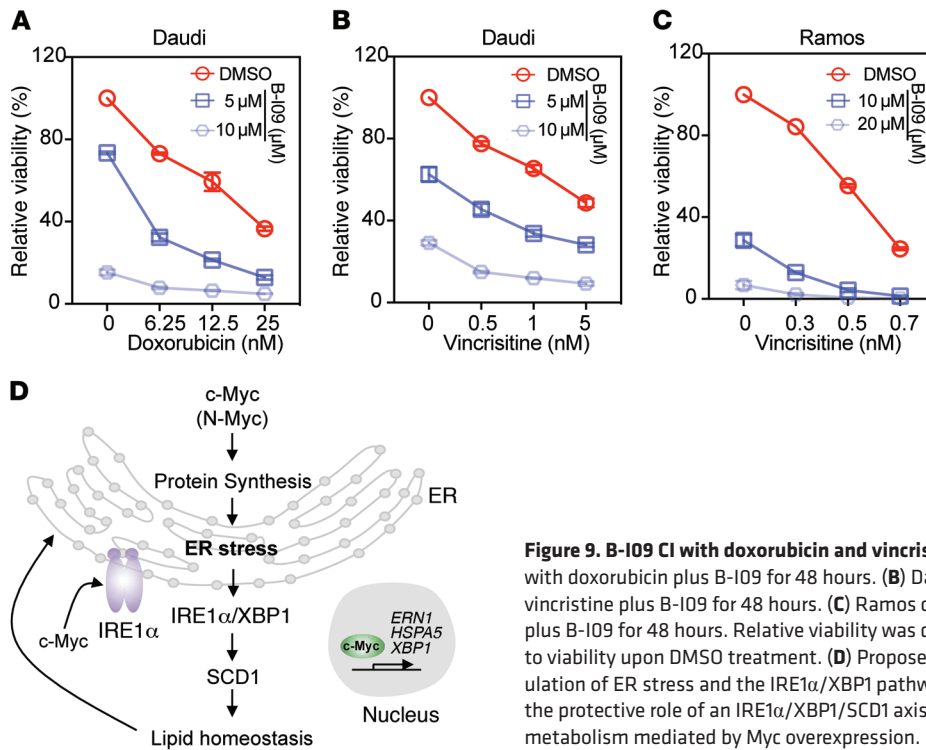 A
Daudi
120
80
40
0
Relative viability (%)
DMSO
5 µM
10 µM
B-I09 (µM)
0
6.25
12.5
25
Doxorubicin (nM)
B
Daudi
120
80
40
0
Relative viability (%)
DMSO
5 µM
10 µM
B-I09 (µM)
0
0.5
1
5
Vincrisitine (nM)
C
Ramos
120
80
40
0
Relative viability (%)
DMSO
10 µM
20 µM
B-I09 (µM)
0
0.3
0.5
0.7
Vincrisitine (nM)
D
c-Myc
(N-Myc)
Protein Synthesis
ER
ER stress
IRE1α
c-Myc
IRE1α/XBP1
SCD1
Lipid homeostasis
ERN1
HSPA5
XBP1
c-Myc
Nucleus
Figure 9. B-I09 CI with doxorubicin and vincris
with doxorubicin plus B-I09 for 48 hours. (B) Da
vincristine plus B-I09 for 48 hours. (C) Ramos c
plus B-I09 for 48 hours. Relative viability was c
to viability upon DMSO treatment. (D) Propose
ulation of ER stress and the IRE1α/XBP1 pathw
the protective role of an IRE1α/XBP1/SCD1 axis
metabolism mediated by Myc overexpression.